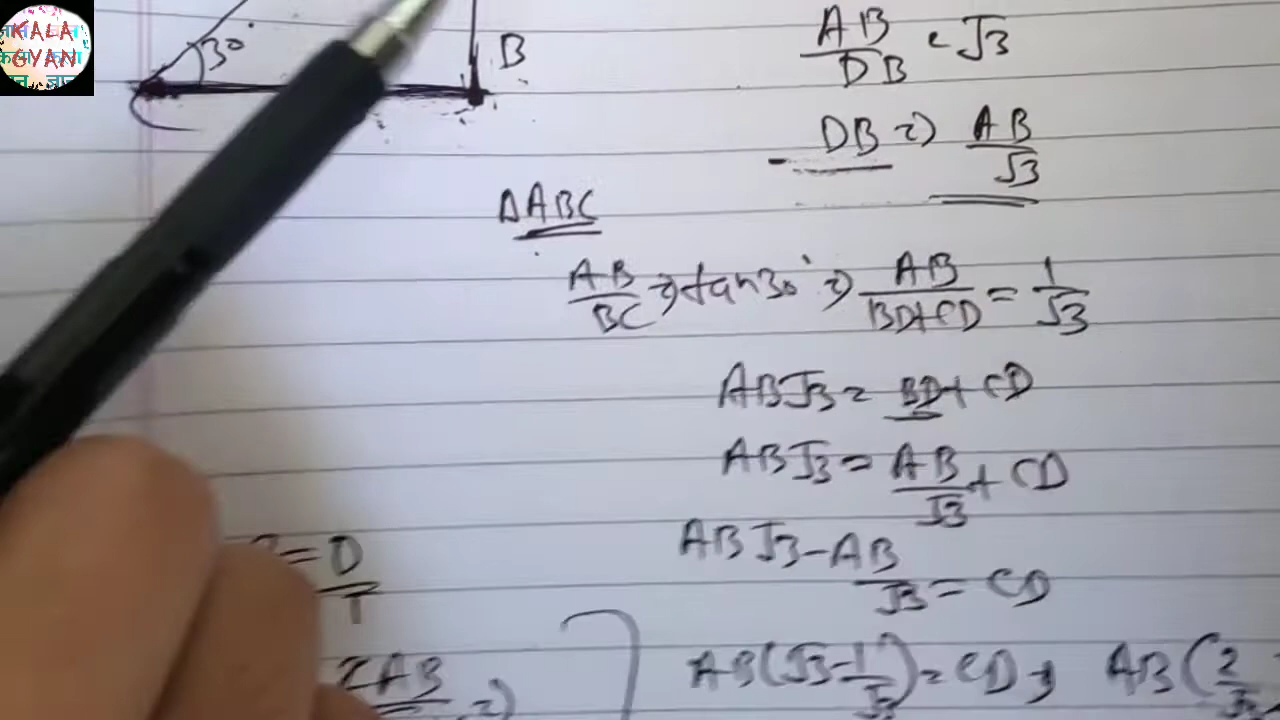 KALA
GYAN
30°
B
AB/DB = √3
DB => AB/√3
ΔABC
AB/BC => tan30° => AB/BD+CD = 1/√3
AB√3 = BD + CD
AB√3 = AB/√3 + CD
AB√3 - AB/√3 = CD
= D/T
AB(√3-1/√3) = CD =>
2AB =>
AB(2/√3